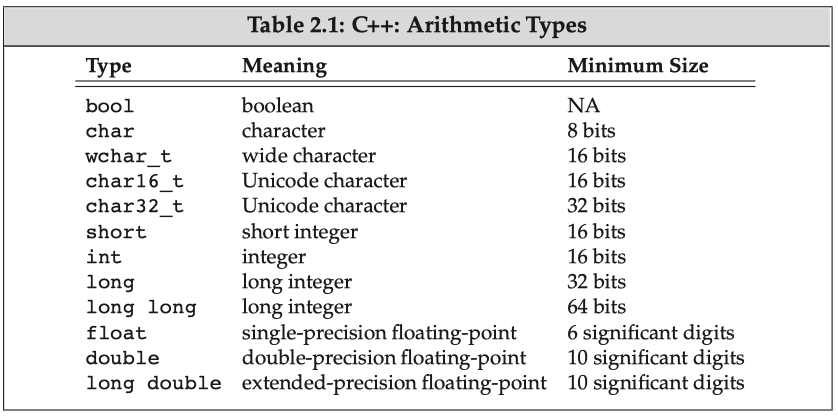 Table 2.1: C++: Arithmetic Types
Type Meaning Minimum Size
bool boolean NA
char character 8 bits
wchar_t wide character 16 bits
char16_t Unicode character 16 bits
char32_t Unicode character 32 bits
short short integer 16 bits
int integer 16 bits
long long integer 32 bits
long long long integer 64 bits
float single-precision floating-point 6 significant digits
double double-precision floating-point 10 significant digits
long double extended-precision floating-point 10 significant digits